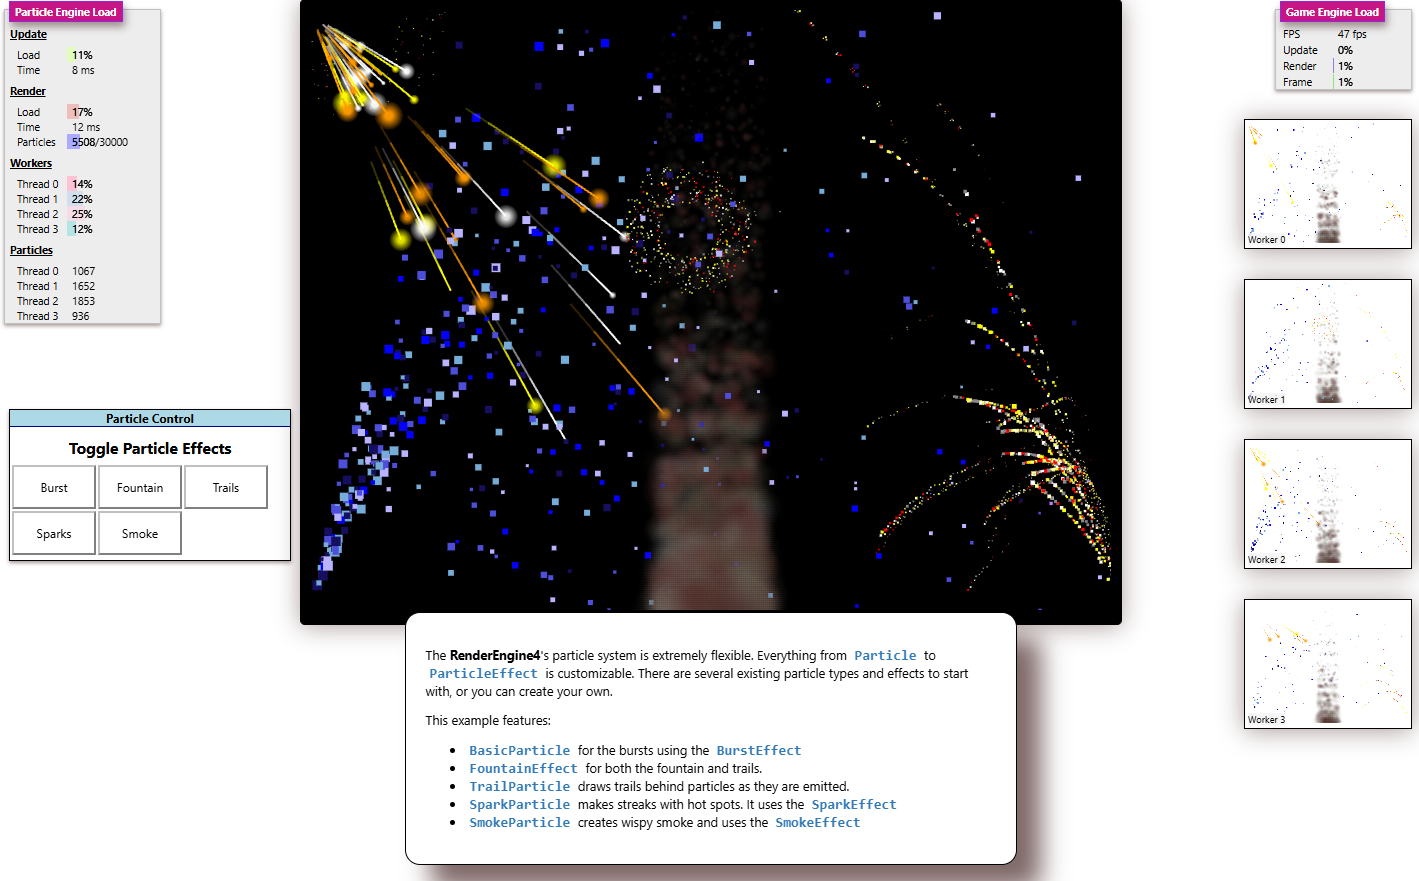 Particle Engine Load
Update
Load 11%
Time 8 ms
Render
Load 17%
Time 12 ms
Particles 5508/30000
Workers
Thread 0 14%
Thread 1 22%
Thread 2 25%
Thread 3 12%
Particles
Thread 0 1067
Thread 1 1652
Thread 2 1853
Thread 3 936
Particle Control
Toggle Particle Effects
Burst Fountain Trails
Sparks Smoke
The RenderEngine4's particle system is extremely flexible. Everything from Particle to
ParticleEffect is customizable. There are several existing particle types and effects to start
with, or you can create your own.
This example features:
• BasicParticle for the bursts using the BurstEffect
• FountainEffect for both the fountain and trails.
• TrailParticle draws trails behind particles as they are emitted.
• SparkParticle makes streaks with hot spots. It uses the SparkEffect
• SmokeParticle creates wispy smoke and uses the SmokeEffect
Game Engine Load
FPS 47 fps
Update 0%
Render 1%
Frame 1%
Worker 0
Worker 1
Worker 2
Worker 3